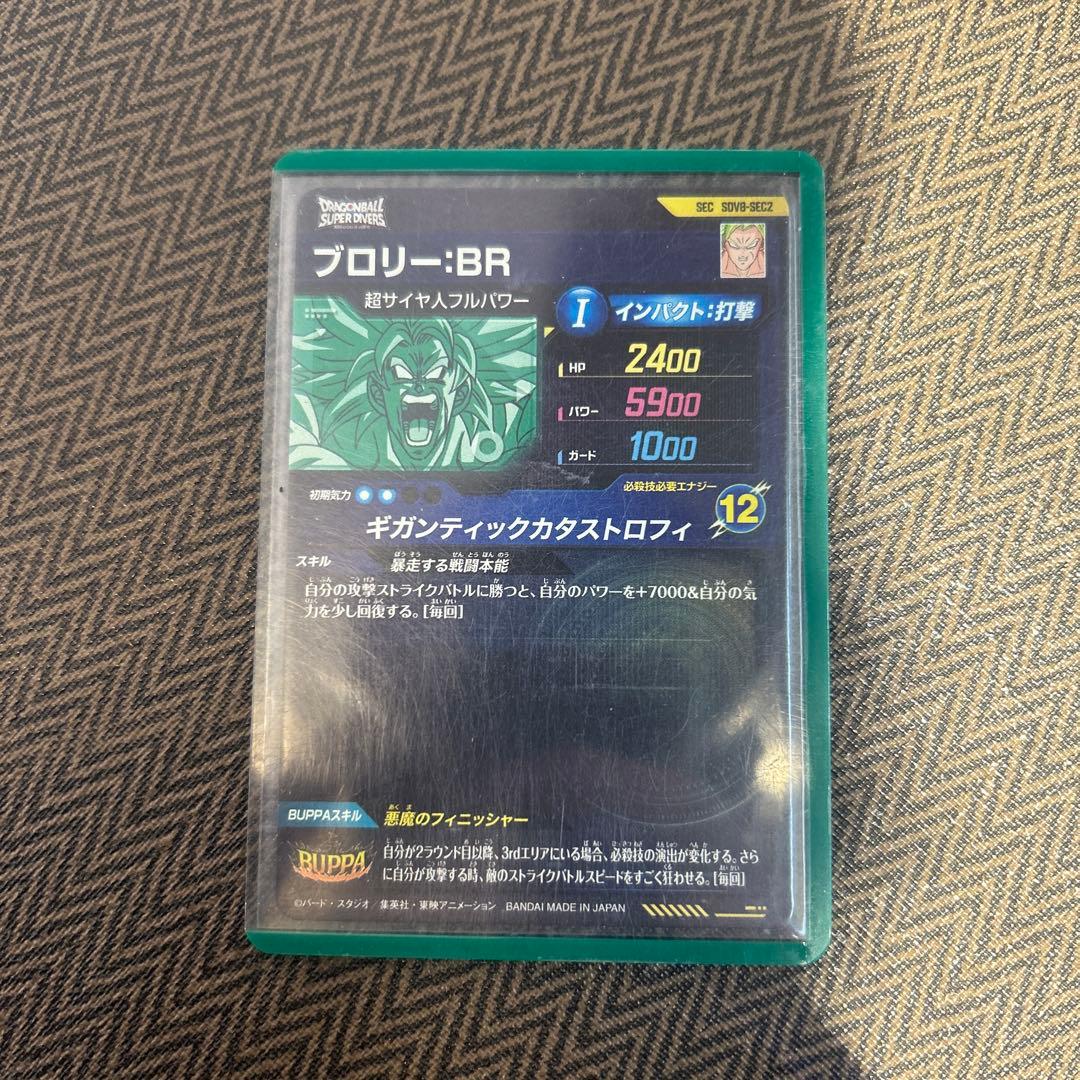 DRAGONBALL
SUPER DIVERS
SEC SDV8-SEC2
ブロリー:BR
超サイヤ人フルパワー
I インパクト:打撃
HP 2400
パワー 5900
ガード 1000
初期気力
必殺技必要エナジー
12
ギガンティックカタストロフィ
スキル 暴走する戦闘本能
自分の攻撃ストライクバトルに勝つと、自分のパワーを+7000&自分の気
力を少し回復する。[毎回]
BUPPAスキル 悪魔のフィニッシャー
BUPPA
自分が2ラウンド目以降、3rdエリアにいる場合、必殺技の演出が変化する。さら
に自分が攻撃する時、敵のストライクバトルスピードをすごく狂わせる。[毎回]
©バード・スタジオ／集英社・東映アニメーション BANDAI MADE IN JAPAN